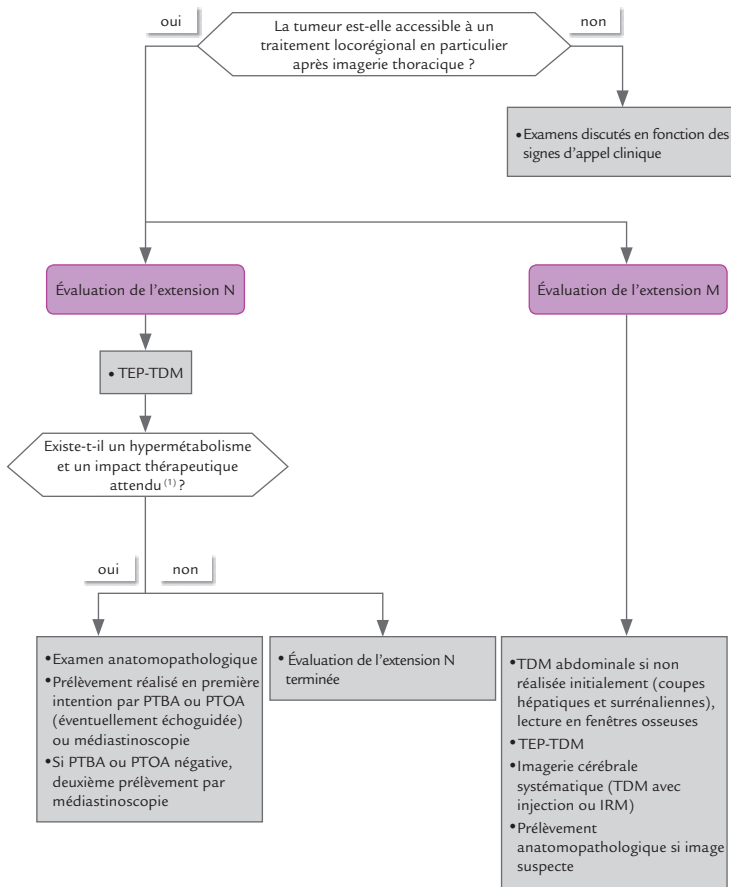 oui
non
La tumeur est-elle accessible à un
traitement locorégional en particulier
après imagerie thoracique ?
•Examens discutés en fonction des
signes d'appel clinique
Évaluation de l'extension N
Évaluation de l'extension M
• TEP-TDM
Existe-t-il un hypermétabolisme
et un impact thérapeutique
attendu (1) ?
oui
non
•Examen anatomopathologique
•Prélèvement réalisé en première
intention par PTBA ou PTOA
(éventuellement échoguidée)
ou médiastinoscopie
•Si PTBA ou PTOA négative,
deuxième prélèvement par
médiastinoscopie
• Évaluation de l'extension N
terminée
•TDM abdominale si non
réalisée initialement (coupes
hépatiques et surrénaliennes),
lecture en fenêtres osseuses
•TEP-TDM
•Imagerie cérébrale
systématique (TDM avec
injection ou IRM)
•Prélèvement
anatomopathologique si image
suspecte